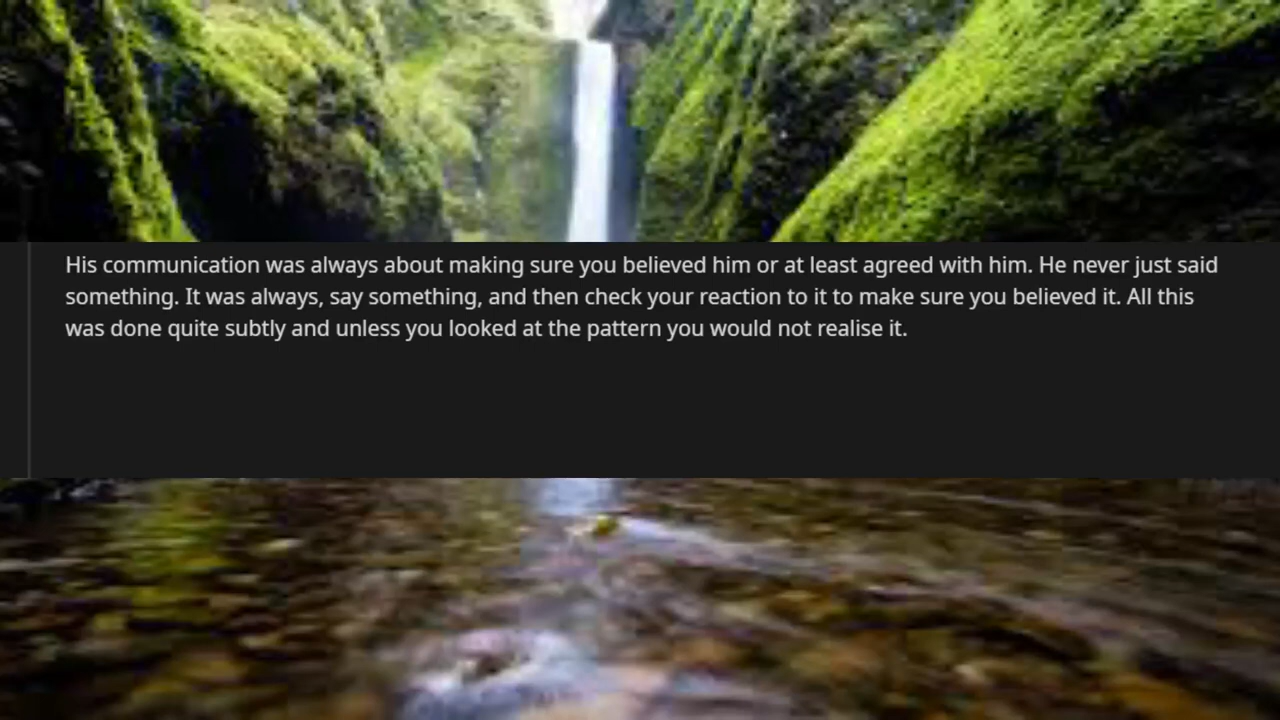 His communication was always about making sure you believed him or at least agreed with him. He never just said
something. It was always, say something, and then check your reaction to it to make sure you believed it. All this
was done quite subtly and unless you looked at the pattern you would not realise it.